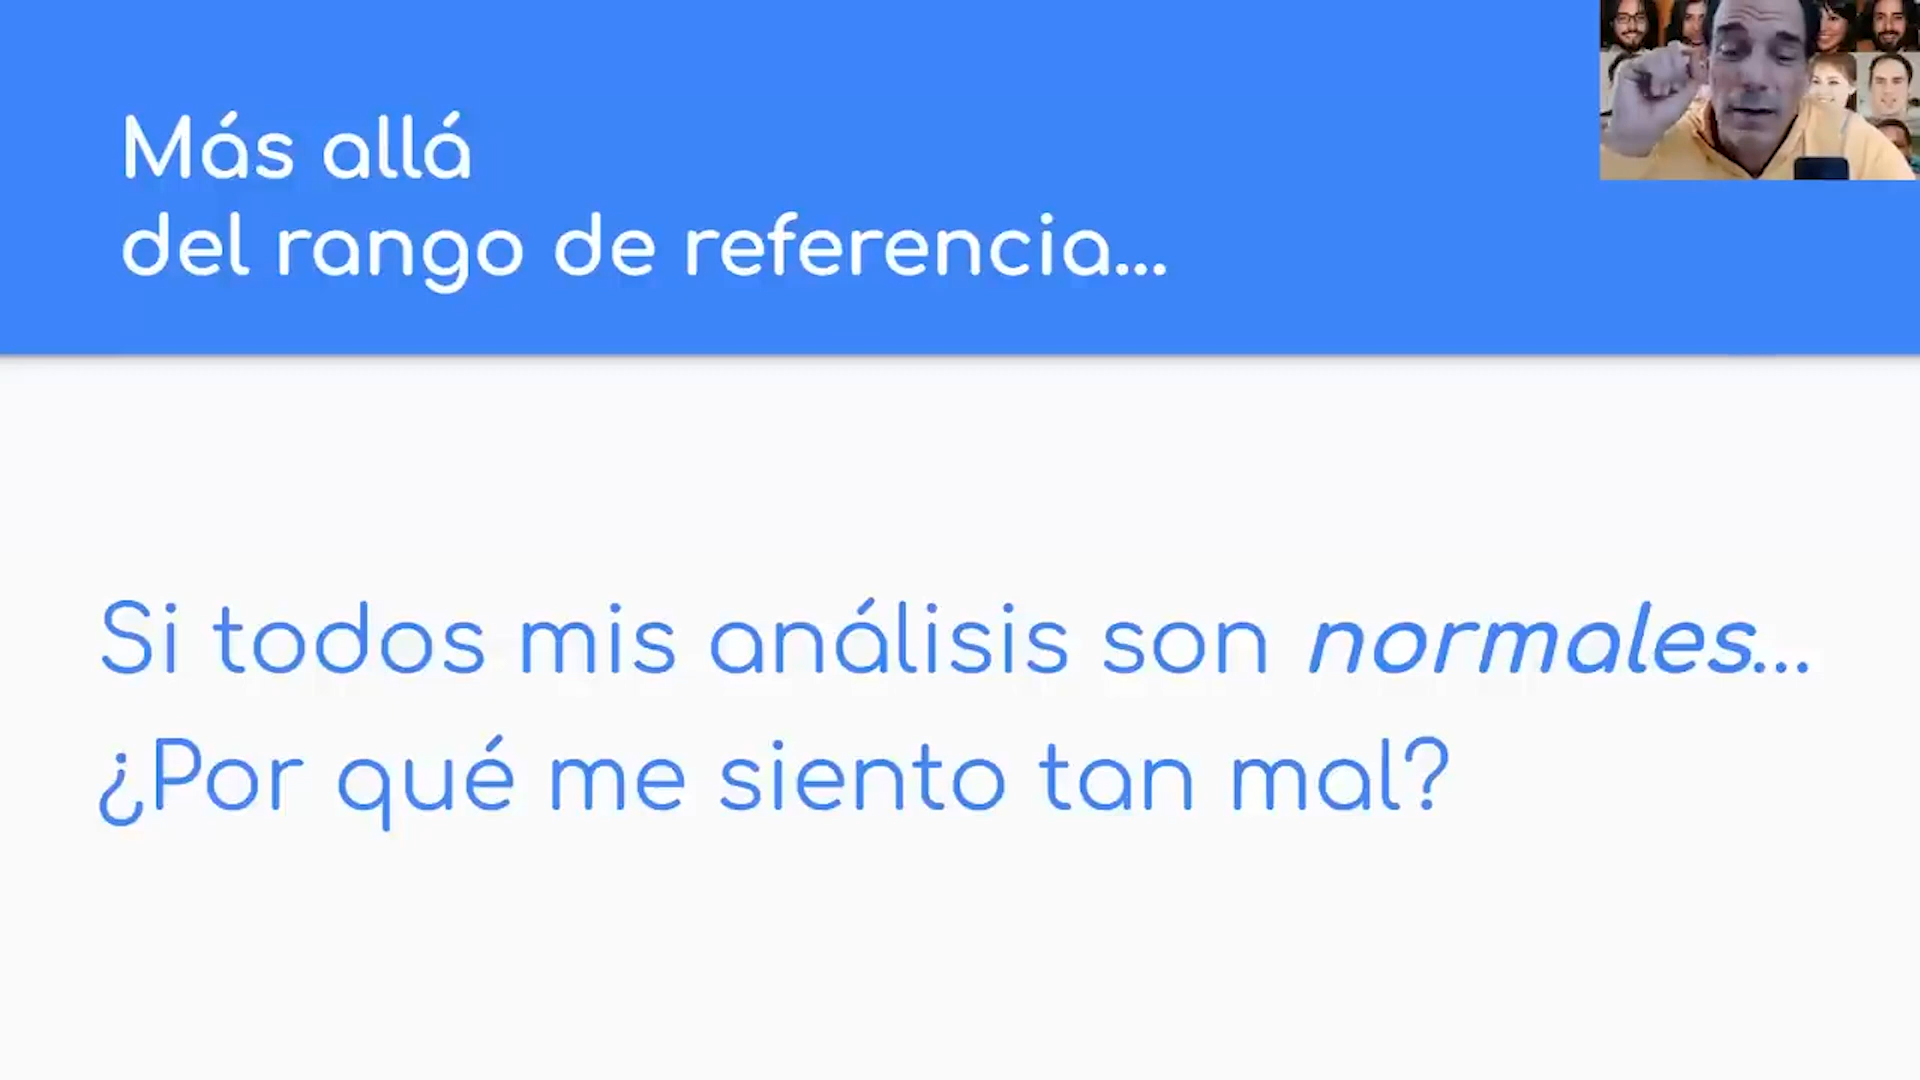 Más allá
del rango de referencia...
Si todos mis análisis son normales...
¿Por qué me siento tan mal?